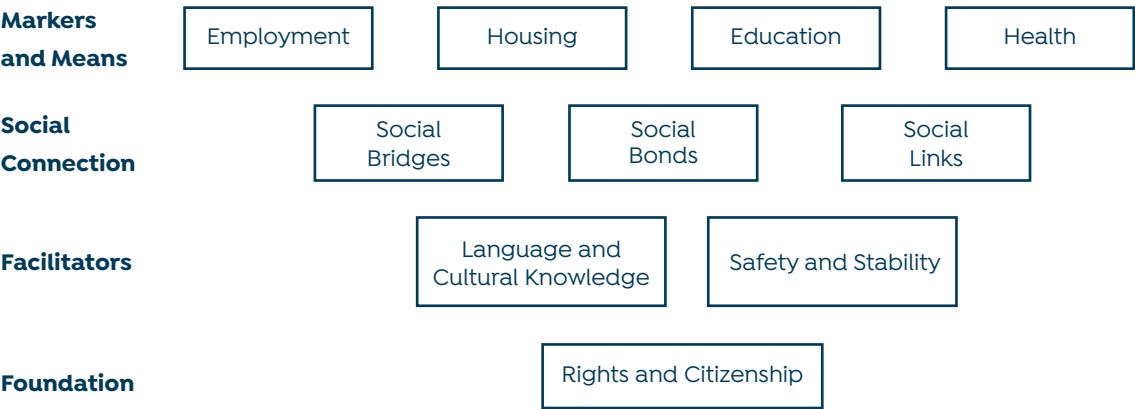 Markers
and Means
Employment
Housing
Education
Health
Social
Connection
Social
Bridges
Social
Bonds
Social
Links
Facilitators
Language and
Cultural Knowledge
Safety and Stability
Foundation
Rights and Citizenship